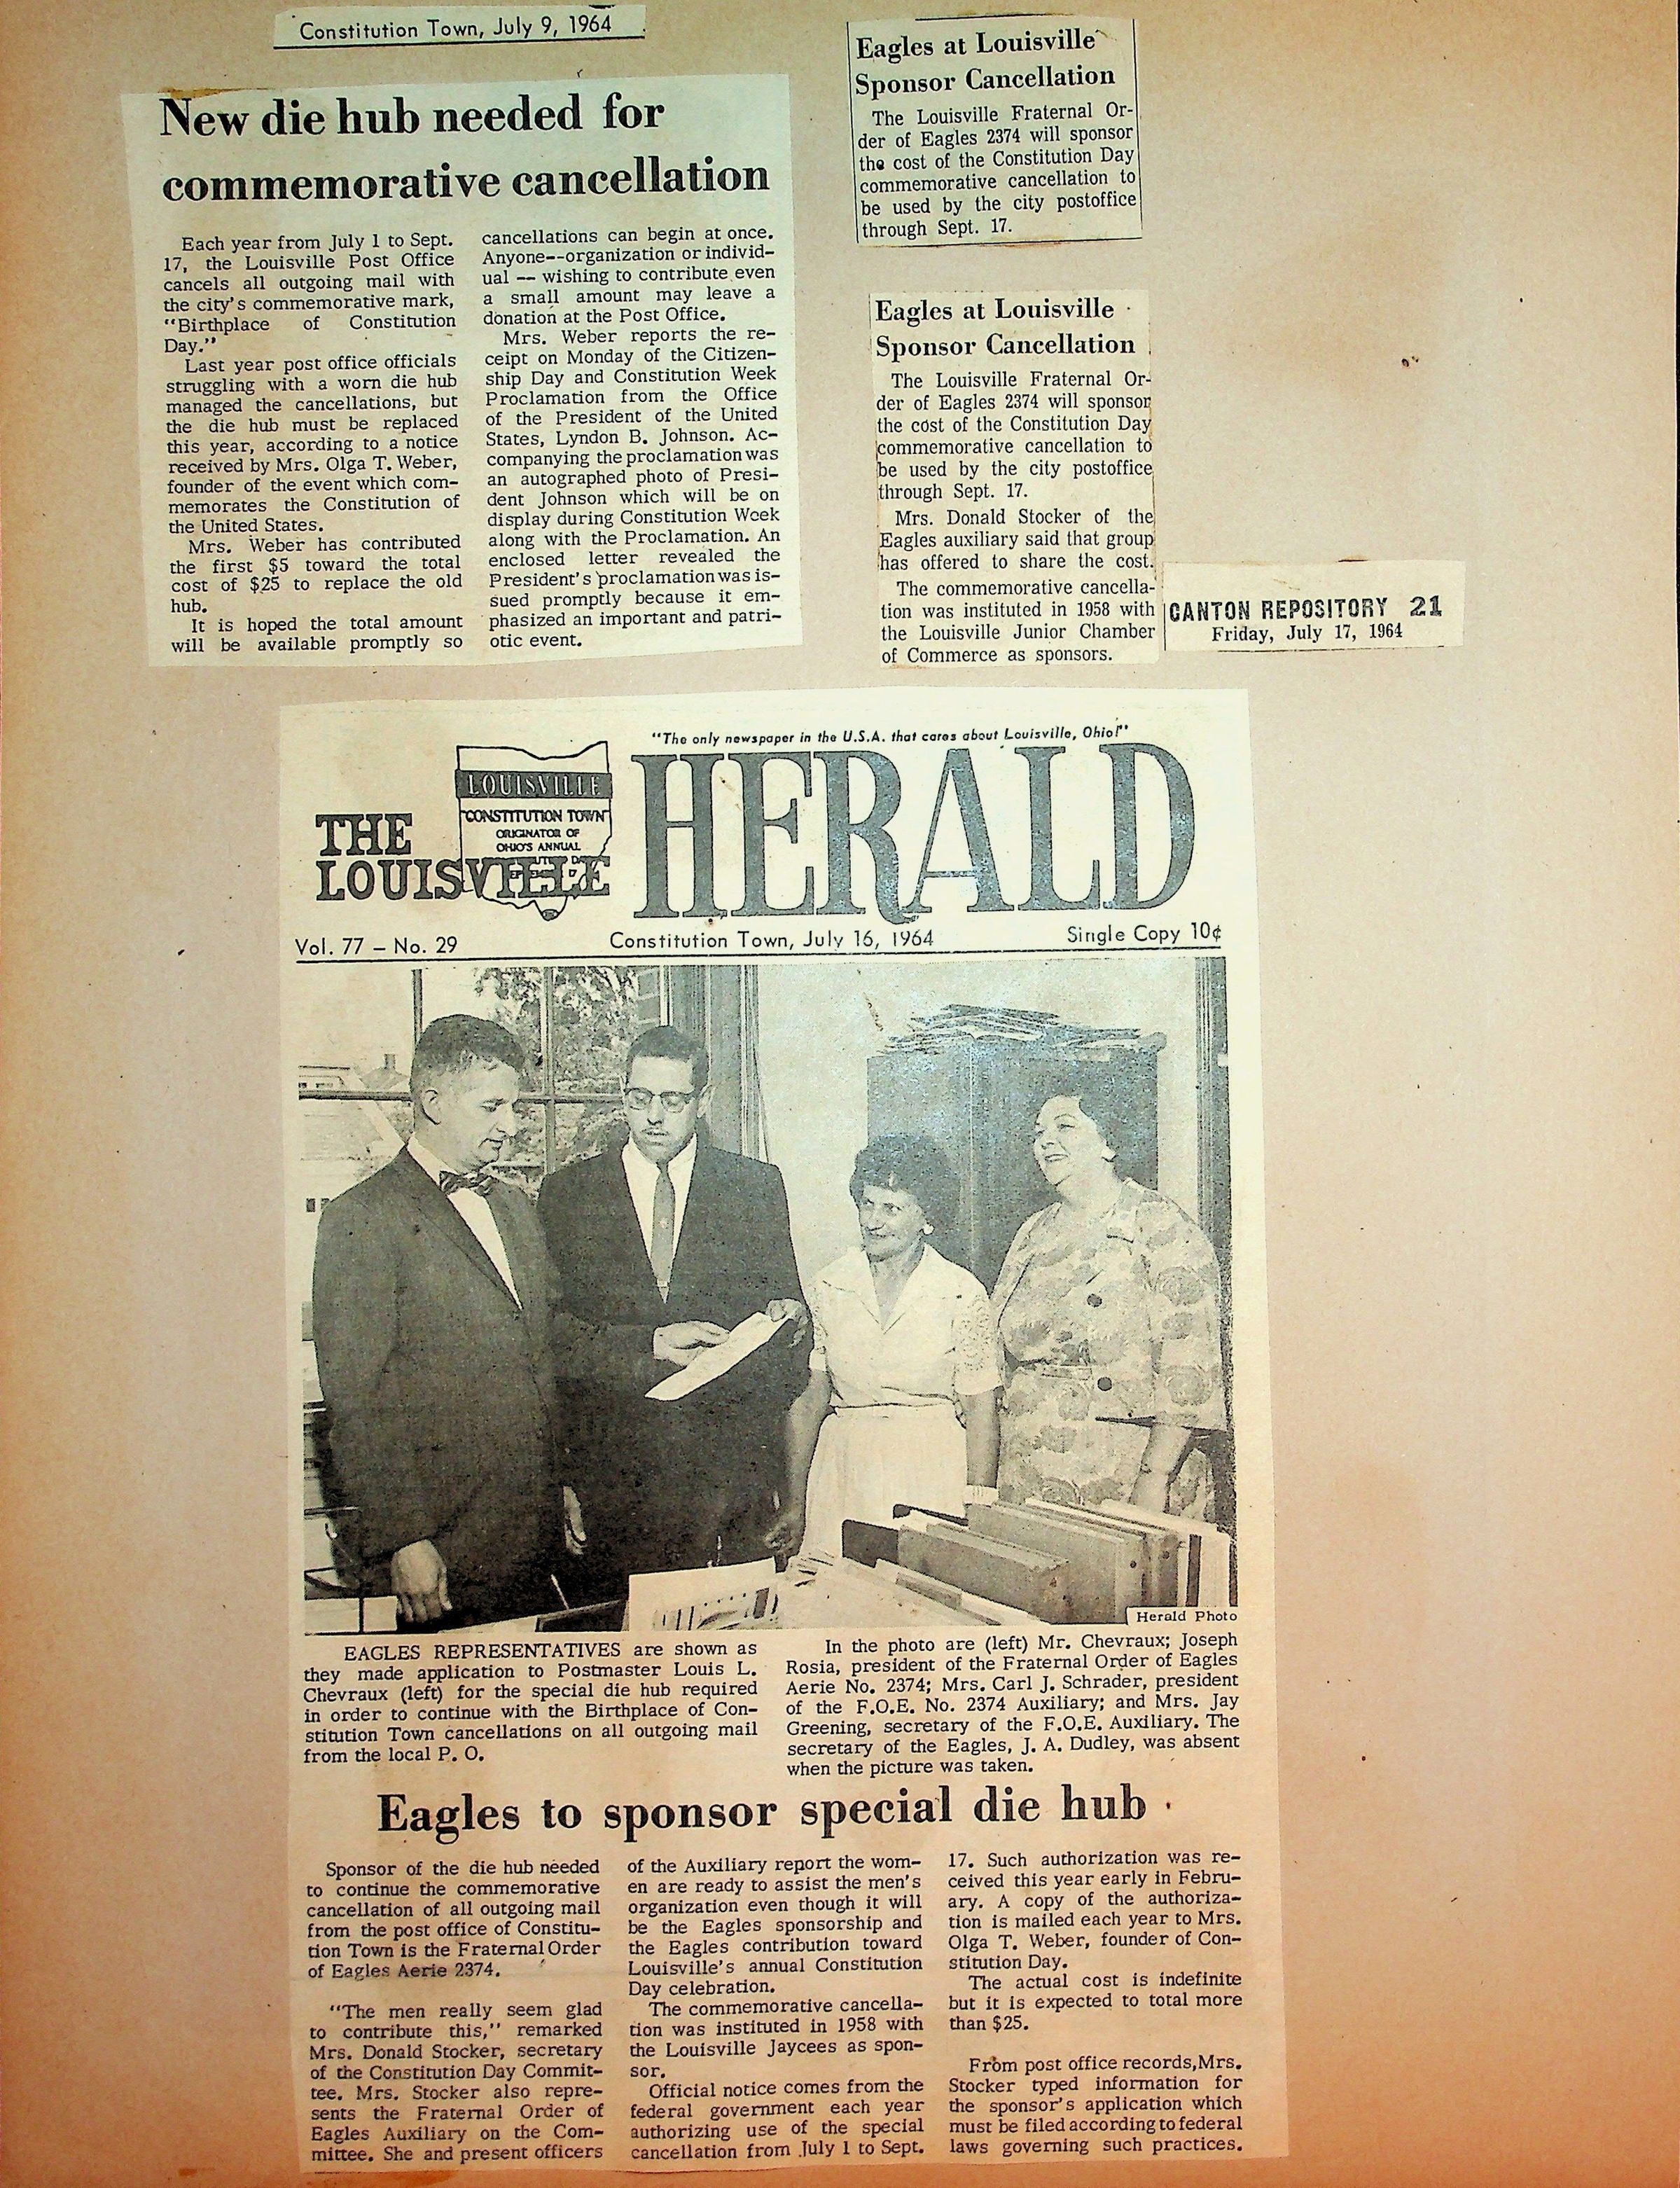 Constitution Town, July 9, 1964
New die hub needed for
commemorative cancellation
Each year from July 1 to Sept.
17, the Louisville Post Office
cancels all outgoing mail with
the city's commemorative mark,
"Birthplace of Constitution
Day."
Last year post office officials
struggling with a worn die hub
managed the cancellations, but
the die hub must be replaced
this year, according to a notice
received by Mrs. Olga T. Weber,
founder of the event which com-
memorates the Constitution of
the United States.
Mrs. Weber has contributed
the first $5 toward the total
cost of $25 to replace the old
hub.
It is hoped the total amount
will be available promptly so
cancellations can begin at once.
Anyone--organization or individ-
ual -- wishing to contribute even
a small amount may leave a
donation at the Post Office.
Mrs. Weber reports the re-
ceipt on Monday of the Citizen-
ship Day and Constitution Week
Proclamation from the Office
of the President of the United
States, Lyndon B. Johnson. Ac-
companying the proclamation was
an autographed photo of Presi-
dent Johnson which will be on
display during Constitution Week
along with the Proclamation. An
enclosed letter revealed the
President's proclamation was is-
sued promptly because it em-
phasized an important and patri-
otic event.
Eagles at Louisville
Sponsor Cancellation
The Louisville Fraternal Or-
der of Eagles 2374 will sponsor
the cost of the Constitution Day
commemorative cancellation to
be used by the city postoffice
through Sept. 17.
Eagles at Louisville
Sponsor Cancellation
The Louisville Fraternal Or-
der of Eagles 2374 will sponsor
the cost of the Constitution Day
commemorative cancellation to
be used by the city postoffice
through Sept. 17.
Mrs. Donald Stocker of the
Eagles auxiliary said that group
has offered to share the cost.
The commemorative cancella-
tion was instituted in 1958 with
the Louisville Junior Chamber
of Commerce as sponsors.
CANTON REPOSITORY 21
Friday, July 17, 1964
"The only newspaper in the U.S.A. that cares about Louisville, Ohio!"
LOUISVILLE
CONSTITUTION TOWN
ORIGINATOR OF
OHIO'S ANNUAL
THE
LOUISVILLE
HERALD
Vol. 77 – No. 29
Constitution Town, July 16, 1964
Single Copy 10¢
Herald Photo
EAGLES REPRESENTATIVES are shown as
they made application to Postmaster Louis L.
Chevraux (left) for the special die hub required
in order to continue with the Birthplace of Con-
stitution Town cancellations on all outgoing mail
from the local P. O.
In the photo are (left) Mr. Chevraux; Joseph
Rosia, president of the Fraternal Order of Eagles
Aerie No. 2374; Mrs. Carl J. Schrader, president
of the F.O.E. No. 2374 Auxiliary; and Mrs. Jay
Greening, secretary of the F.O.E. Auxiliary. The
secretary of the Eagles, J. A. Dudley, was absent
when the picture was taken.
Eagles to sponsor special die hub
Sponsor of the die hub needed
to continue the commemorative
cancellation of all outgoing mail
from the post office of Constitu-
tion Town is the Fraternal Order
of Eagles Aerie 2374.
"The men really seem glad
to contribute this," remarked
Mrs. Donald Stocker, secretary
of the Constitution Day Commit-
tee. Mrs. Stocker also repre-
sents the Fraternal Order of
Eagles Auxiliary on the Com-
mittee. She and present officers
of the Auxiliary report the wom-
en are ready to assist the men's
organization even though it will
be the Eagles sponsorship and
the Eagles contribution toward
Louisville's annual Constitution
Day celebration.
The commemorative cancella-
tion was instituted in 1958 with
the Louisville Jaycees as spon-
sor.
Official notice comes from the
federal government each year
authorizing use of the special
cancellation from July 1 to Sept.
17. Such authorization was re-
ceived this year early in Febru-
ary. A copy of the authoriza-
tion is mailed each year to Mrs.
Olga T. Weber, founder of Con-
stitution Day.
The actual cost is indefinite
but it is expected to total more
than $25.
From post office records, Mrs.
Stocker typed information for
the sponsor's application which
must be filed according to federal
laws governing such practices.